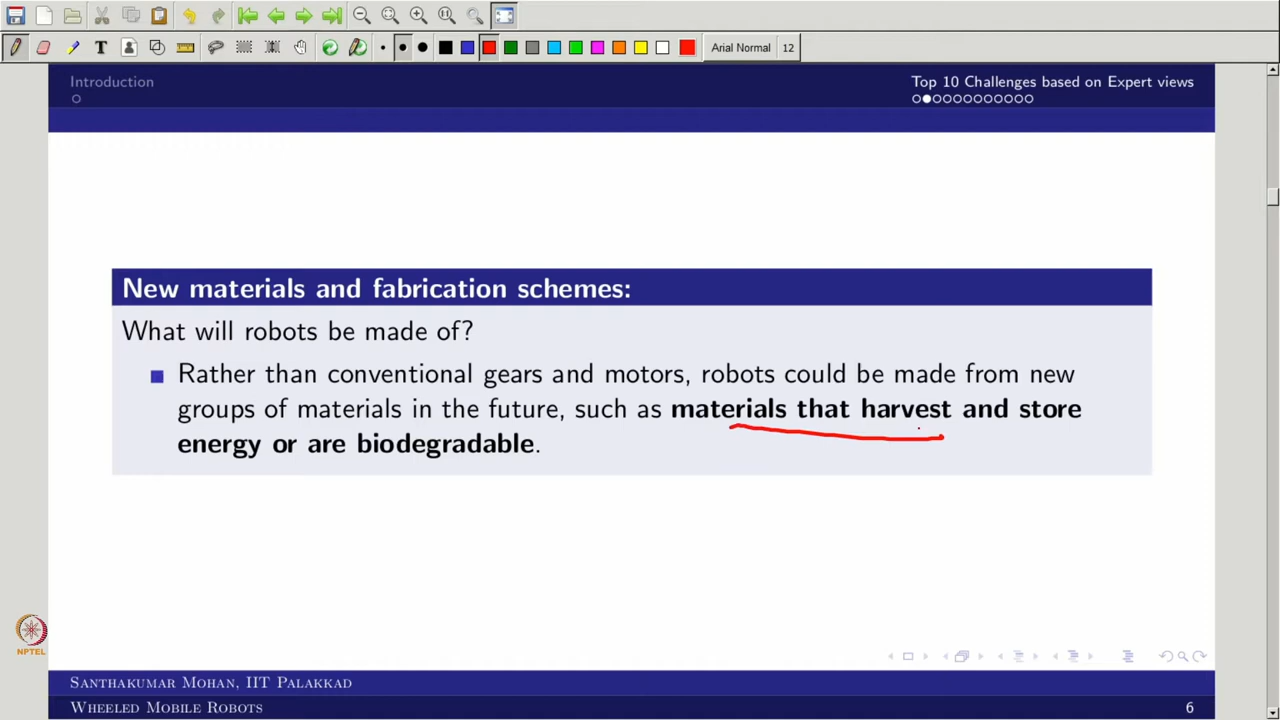 Arial Normal 12
Introduction
Top 10 Challenges based on Expert views
New materials and fabrication schemes:
What will robots be made of?
Rather than conventional gears and motors, robots could be made from new
groups of materials in the future, such as materials that harvest and store
energy or are biodegradable.
NPTEL
Santhakumar Mohan, IIT Palakkad
Wheeled Mobile Robots 6